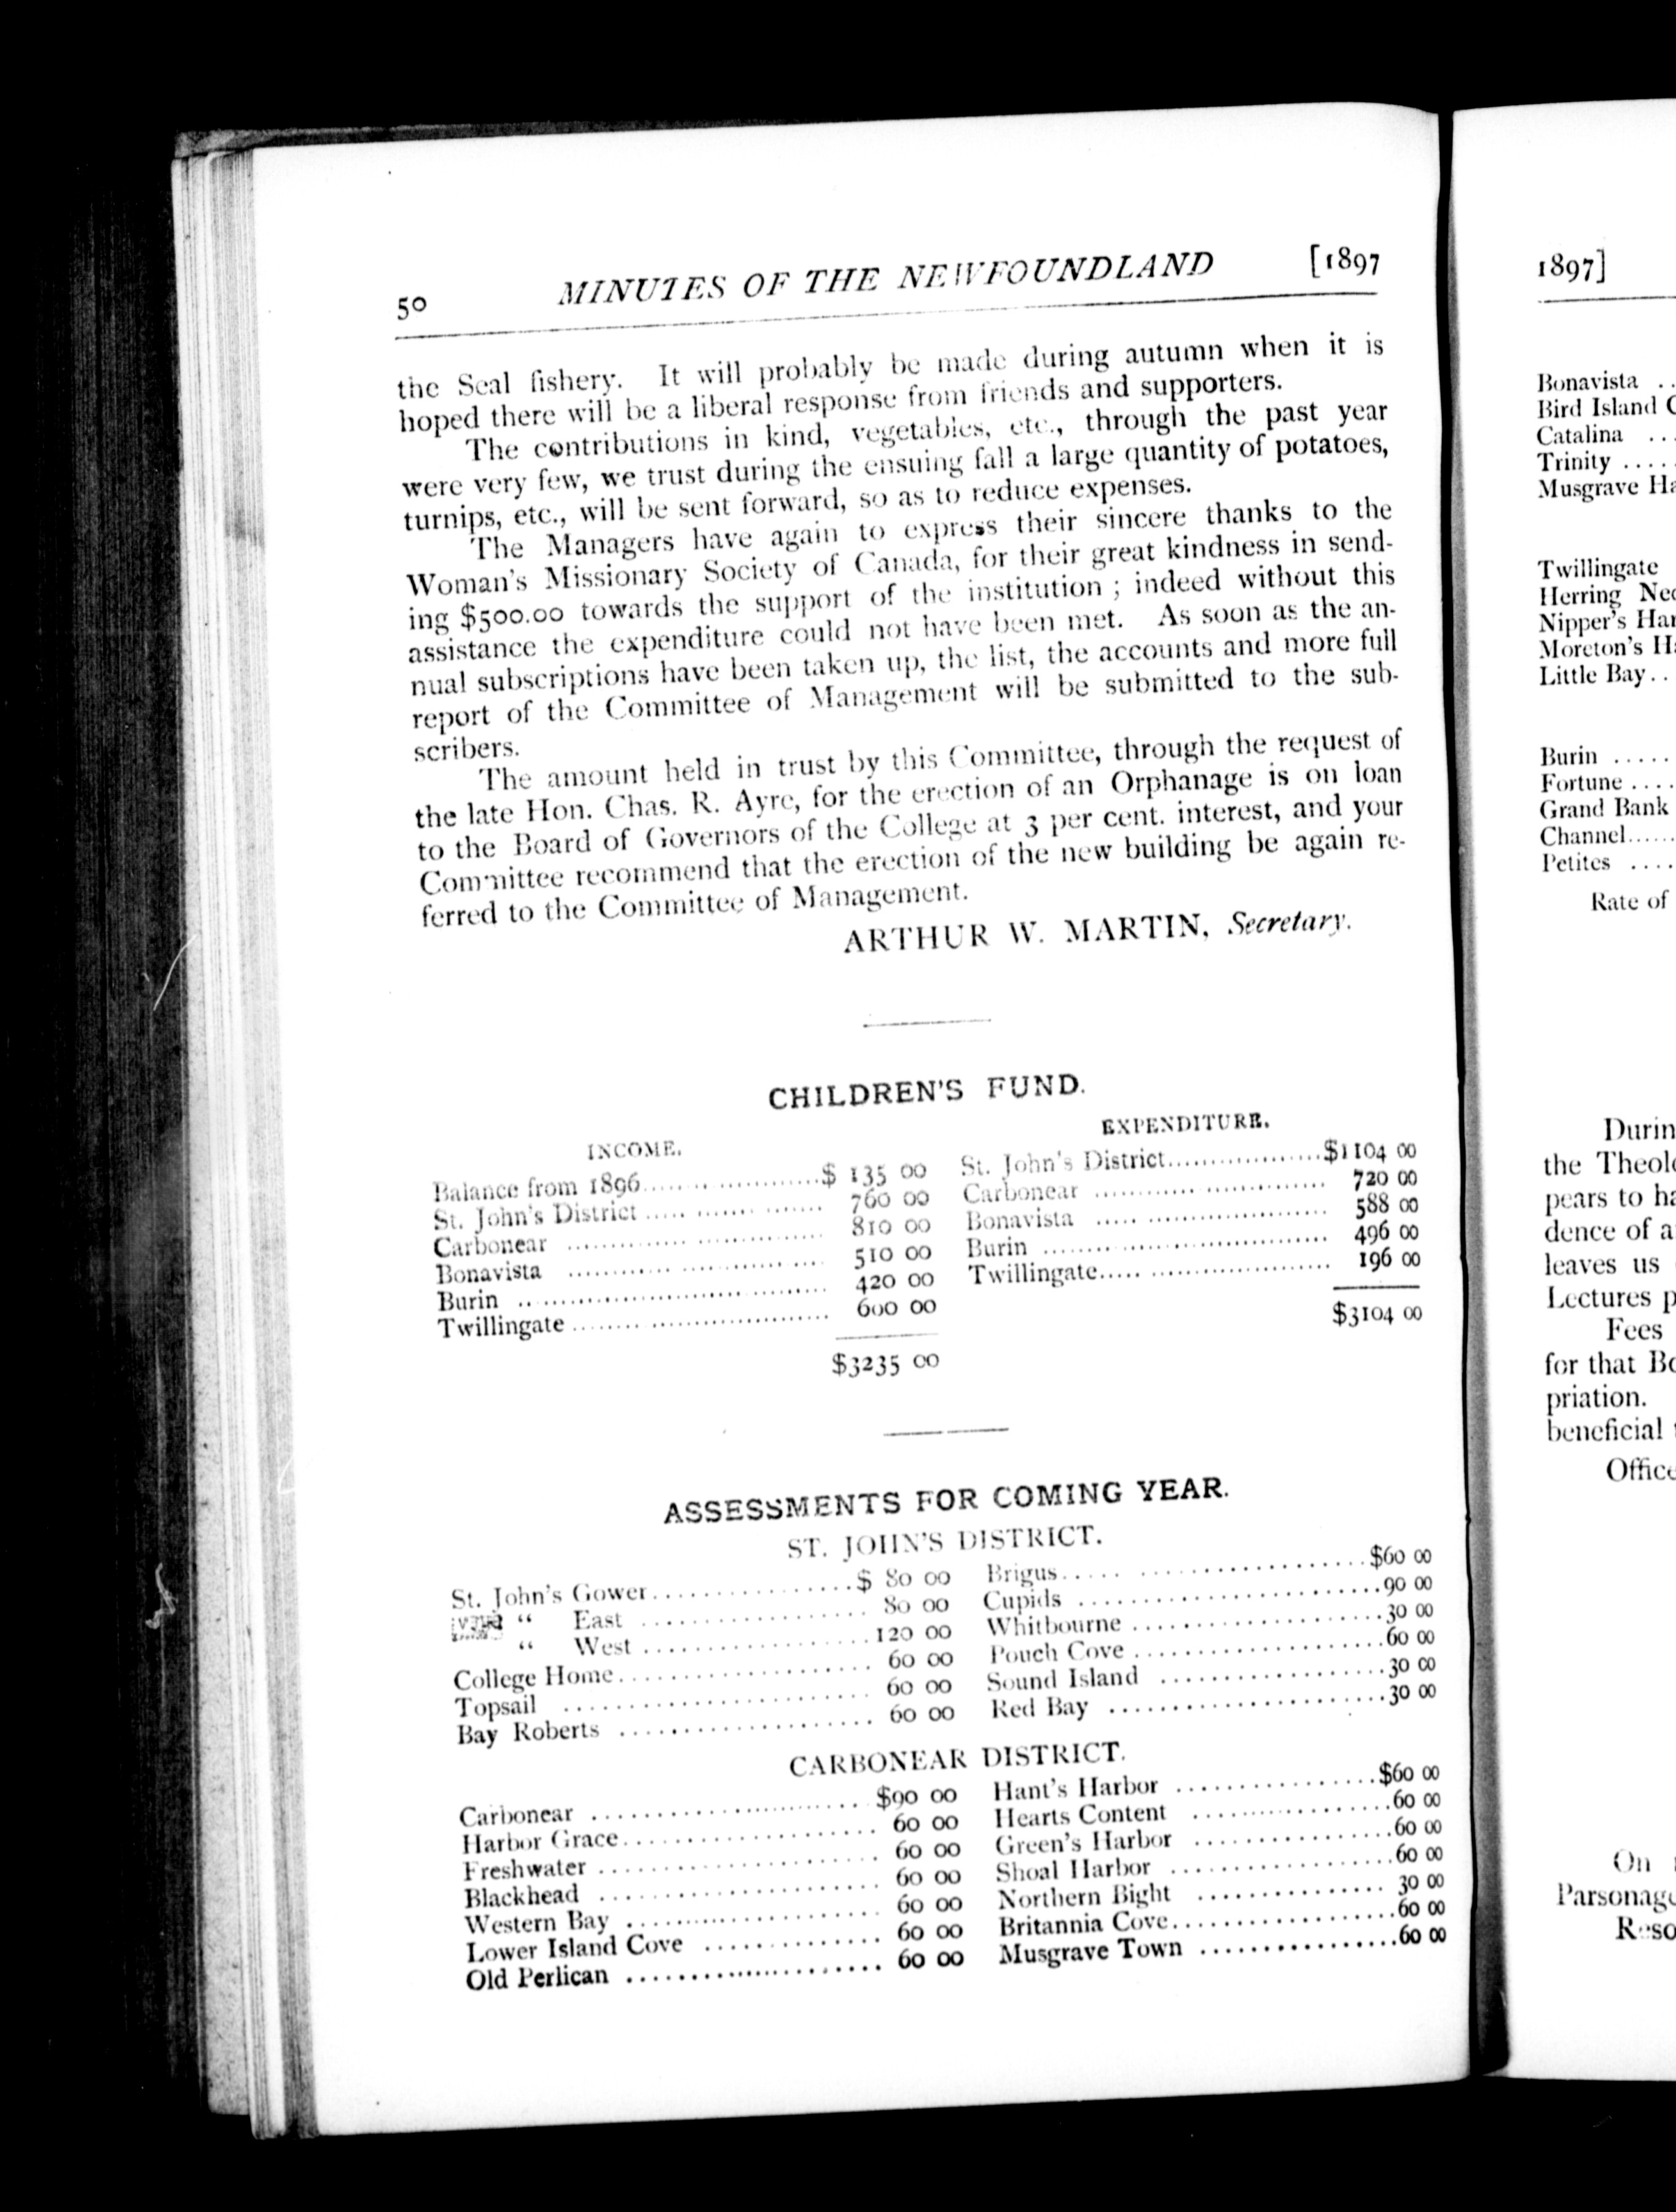 50 MINUTES OF THE NEWFOUNDLAND [1897
the Seal fishery. It will probably be made during autumn when it is
hoped there will be a liberal response from friends and supporters.
The contributions in kind, vegetables, etc., through the past year
were very few, we trust during the ensuing fall a large quantity of potatoes,
turnips, etc., will be sent forward, so as to reduce expenses.
The Managers have again to express their sincere thanks to the
Woman's Missionary Society of Canada, for their great kindness in send-
ing $500.00 towards the support of the institution ; indeed without this
assistance the expenditure could not have been met. As soon as the an-
nual subscriptions have been taken up, the list, the accounts and more full
report of the Committee of Management will be submitted to the sub-
scribers.
The amount held in trust by this Committee, through the request of
the late Hon. Chas. R. Ayre, for the erection of an Orphanage is on loan
to the Board of Governors of the College at 3 per cent. interest, and your
Committee recommend that the erection of the new building be again re-
ferred to the Committee of Management.
ARTHUR W. MARTIN, Secretary.
CHILDREN'S FUND.
INCOME.
Balance from 1896.....................$ 135 00
St. John's District ..................... 760 00
Carbonear ..................... 810 00
Bonavista ..................... 510 00
Burin ..................... 420 00
Twillingate ..................... 600 00
$3235 00
EXPENDITURE.
St. John's District...................$1104 00
Carbonear ..................... 720 00
Bonavista ..................... 588 00
Burin ..................... 496 00
Twillingate..................... 196 00
$3104 00
ASSESSMENTS FOR COMING YEAR.
ST. JOHN'S DISTRICT.
St. John's Gower.................$ 80 00
“ East ................. 80 00
“ West .................120 00
College Home................. 60 00
Topsail ................. 60 00
Bay Roberts ................. 60 00
Brigus.................$60 00
Cupids .................90 00
Whitbourne .................30 00
Pouch Cove .................60 00
Sound Island .................30 00
Red Bay .................30 00
CARBONEAR DISTRICT.
Carbonear ................. $90 00
Harbor Grace................. 60 00
Freshwater ................. 60 00
Blackhead ................. 60 00
Western Bay ................. 60 00
Lower Island Cove ................. 60 00
Old Perlican ................. 60 00
Hant's Harbor .................$60 00
Hearts Content .................60 00
Green's Harbor .................60 00
Shoal Harbor .................60 00
Northern Bight ................. 30 00
Britannia Cove.................60 00
Musgrave Town .................60 00
1897]
Bonavista ..
Bird Island
Catalina ...
Trinity .....
Musgrave
Twillingate
Herring
Nipper's
Moreton's
Little Bay..
Burin .....
Fortune ....
Grand Bank
Channel......
Petites ....
Rate of
Durin
the
pears to
dence of
leaves us
Lectures
Fees
for that
priation.
beneficial
On